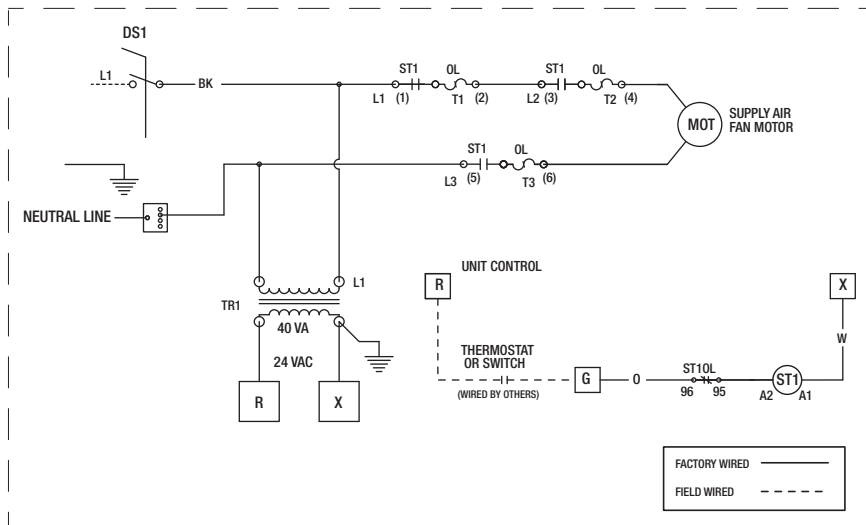 DS1
L1
BK
ST1
OL
L1 (1)
T1 (2)
ST1
OL
L2 (3)
T2 (4)
MOT
SUPPLY AIR
FAN MOTOR
ST1
OL
L3
(5)
T3
(6)
NEUTRAL LINE
L1
TR1
40 VA
24 VAC
R
X
UNIT CONTROL
R
THERMOSTAT
OR SWITCH
(WIRED BY OTHERS)
G
O
ST1OL
96
95
A2
ST1
A1
W
X
FACTORY WIRED
FIELD WIRED